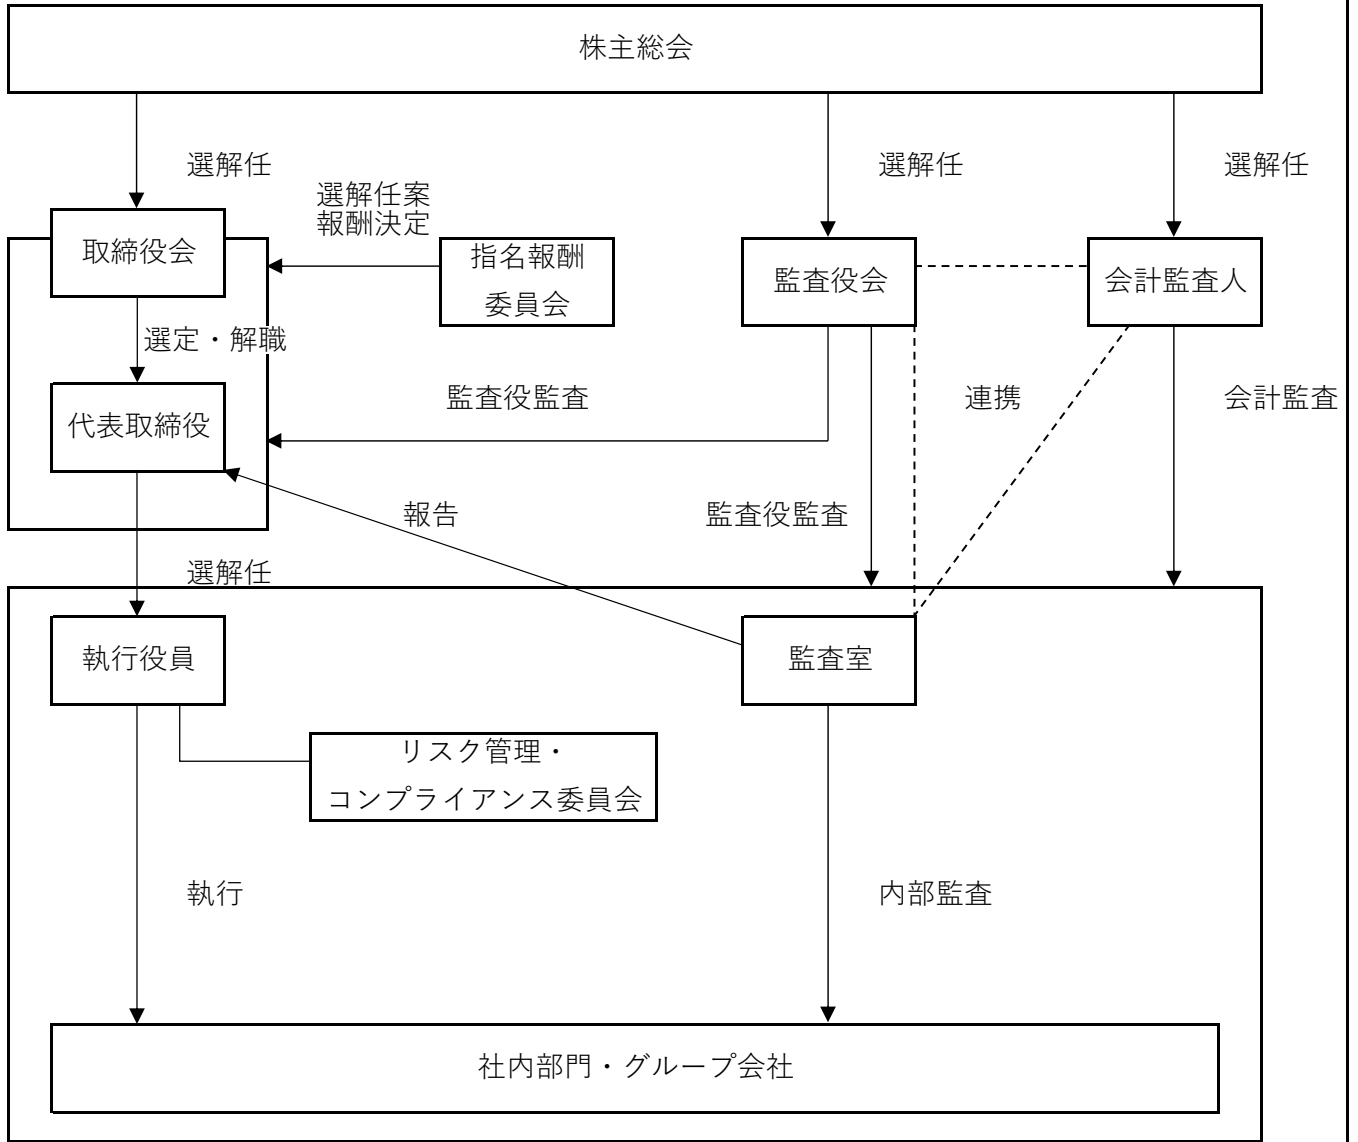 株主総会
選解任
選解任
選解任
選解任案
報酬決定
取締役会
指名報酬
委員会
監査役会
会計監査人
選定・解職
代表取締役
監査役監査
連携
会計監査
報告
監査役監査
選解任
執行役員
監査室
リスク管理・
コンプライアンス委員会
執行
内部監査
社内部門・グループ会社